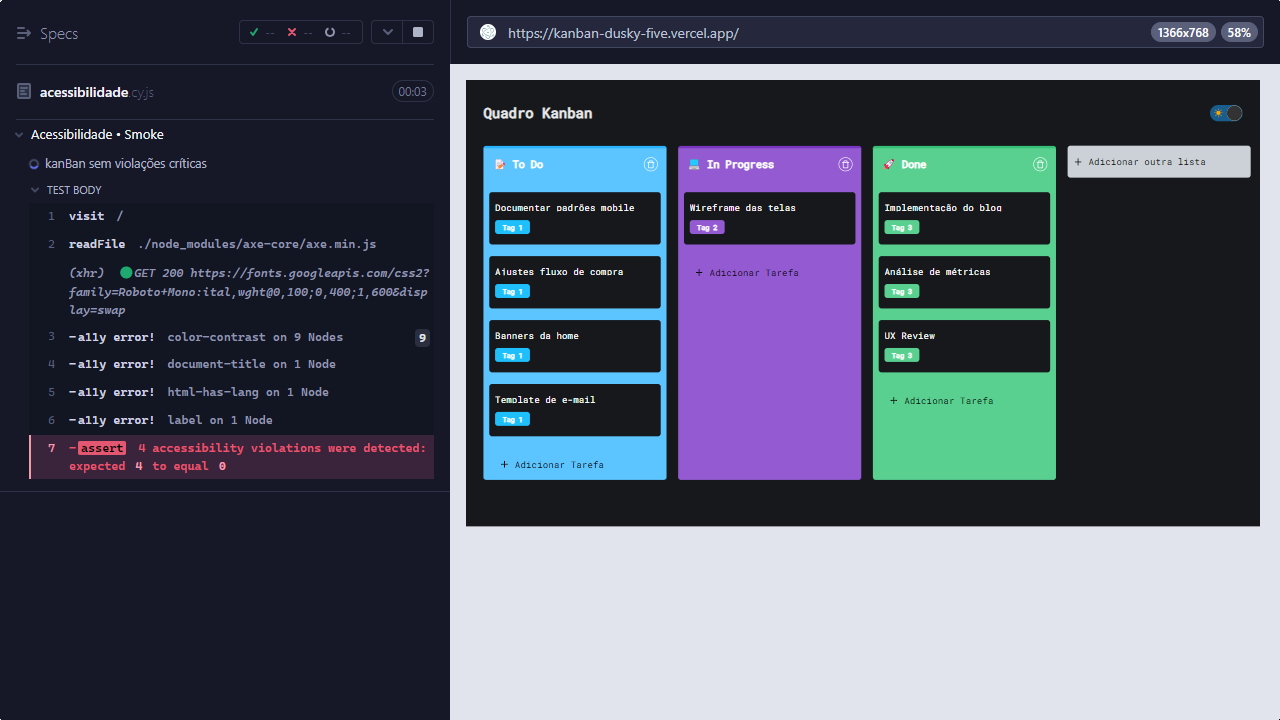 Specs
-- -- --
acessibilidade cy.js
00:03
Acessibilidade • Smoke
kanBan sem violações críticas
TEST BODY
1 visit /
2 readFile ./node_modules/axe-core/axe.min.js
(xhr) GET 200 https://fonts.googleapis.com/css2?
family=Roboto+Mono:ital,wght@0,100;0,400;1,600&disp
lay=swap
3 -a11y error! color-contrast on 9 Nodes 9
4 -a11y error! document-title on 1 Node
5 -a11y error! html-has-lang on 1 Node
6 -a11y error! label on 1 Node
7 -assert 4 accessibility violations were detected:
expected 4 to equal 0
https://kanban-dusky-five.vercel.app/
1366x768 58%
Quadro Kanban
To Do
Documentar padrões mobile
Tag 1
Ajustes fluxo de compra
Tag 1
Banners da home
Tag 1
Template de e-mail
Tag 1
+ Adicionar Tarefa
In Progress
Wireframe das telas
Tag 2
+ Adicionar Tarefa
Done
Implementação do blog
Tag 3
Análise de métricas
Tag 3
UX Review
Tag 3
+ Adicionar Tarefa
+ Adicionar outra lista